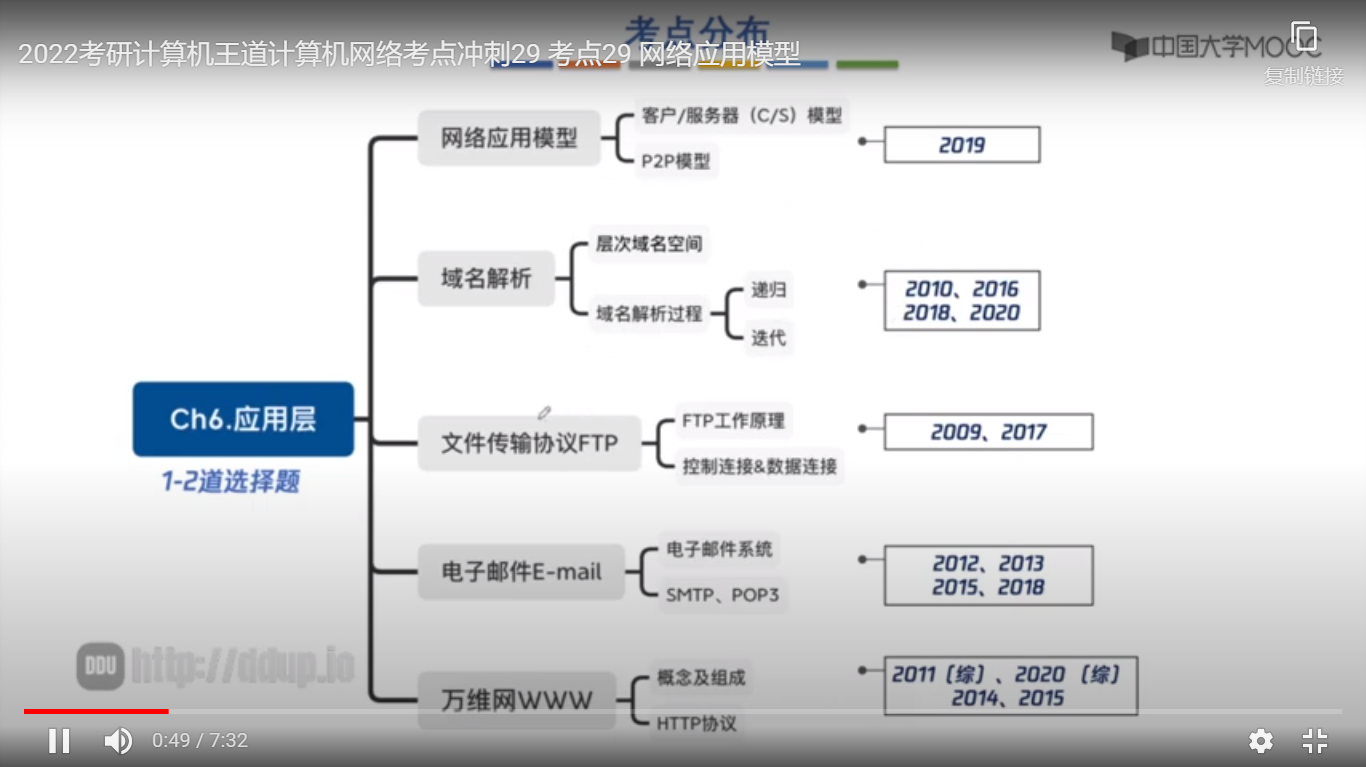 考点分布
2022考研计算机王道计算机网络考点冲刺29 考点29 网络应用模型
中国大学MOOC
复制链接
网络应用模型
客户/服务器（C/S）模型
P2P模型
2019
域名解析
层次域名空间
域名解析过程
递归
迭代
2010、2016
2018、2020
Ch6.应用层
1-2道选择题
文件传输协议FTP
FTP工作原理
控制连接&数据连接
2009、2017
电子邮件E-mail
电子邮件系统
SMTP、POP3
2012、2013
2015、2018
万维网WWW
概念及组成
HTTP协议
2011（综）、2020（综）
2014、2015
DDU http://ddup.io
0:49 / 7:32